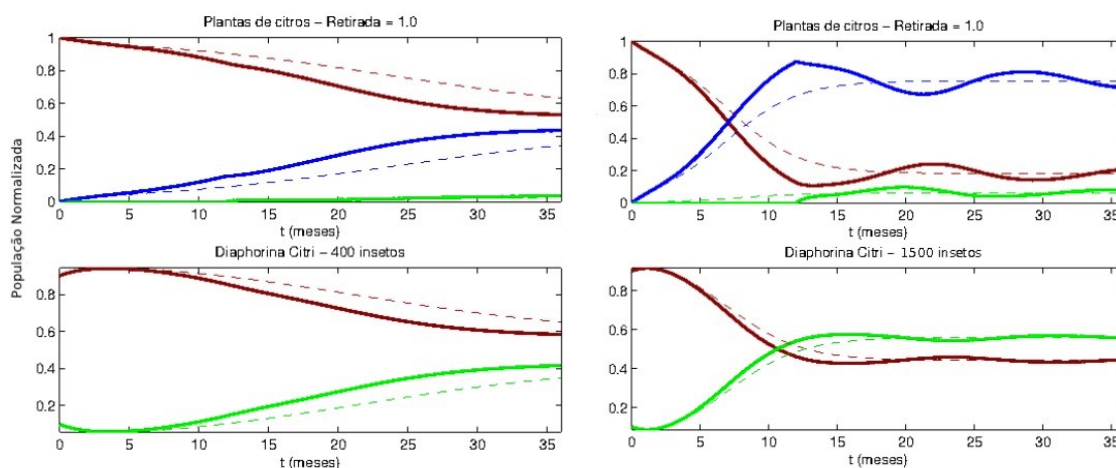 Plantas de citros – Retirada = 1.0
1
0.8
0.6
0.4
0.2
0
0 5 10 15 20 25 30 35
t (meses)
Diaphorina Citri – 400 insetos
0.8
0.6
0.4
0.2
0 5 10 15 20 25 30 35
t (meses)
População Normalizada
Plantas de citros – Retirada = 1.0
1
0.8
0.6
0.4
0.2
0
0 5 10 15 20 25 30 35
t (meses)
Diaphorina Citri – 1500 insetos
0.8
0.6
0.4
0.2
0 5 10 15 20 25 30 35
t (meses)